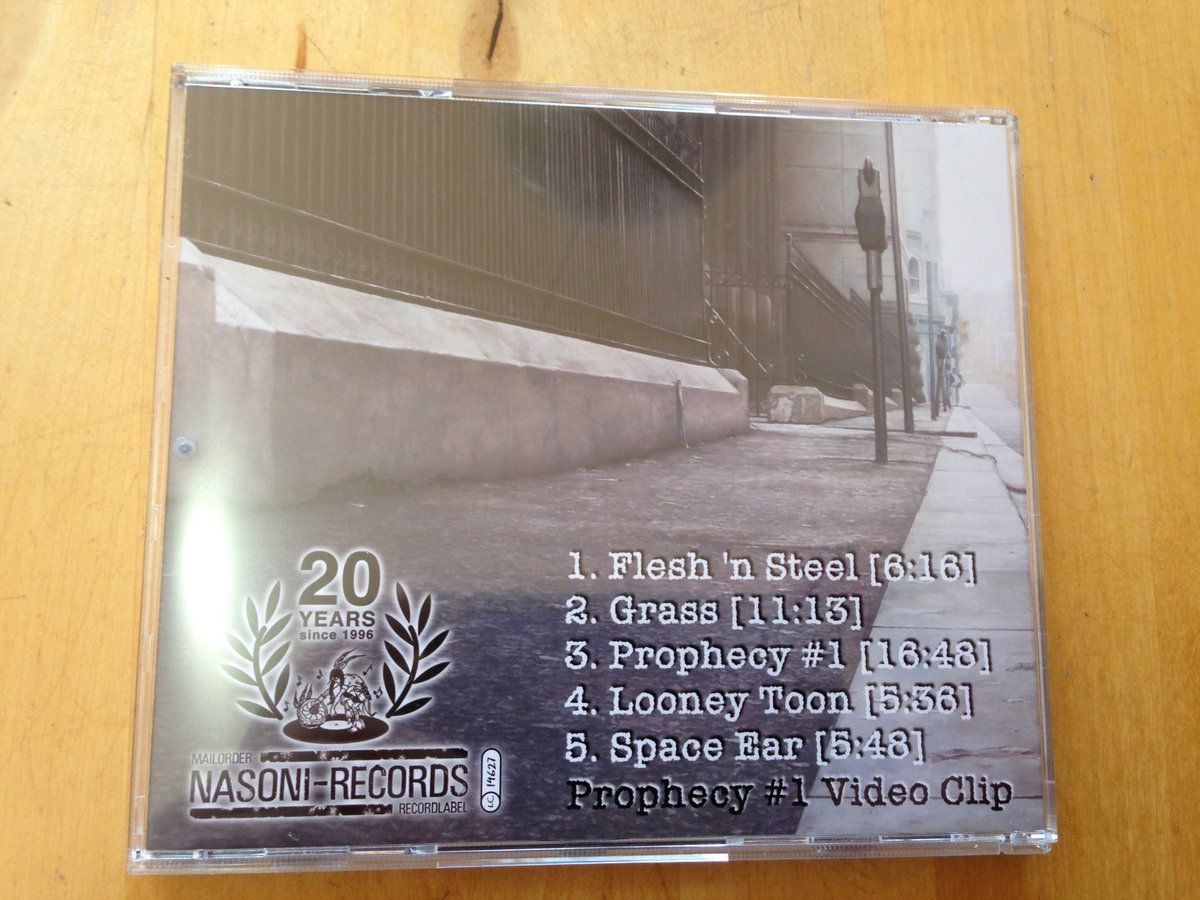 1. Flesh 'n Steel [6:16]
2. Grass [11:13]
3. Prophecy #1 [16:48]
4. Looney Toon [5:36]
5. Space Ear [5:48]
Prophecy #1 Video Clip
20
YEARS
since 1996
MAILORDER
NASONI-RECORDS
RECORDLABEL
LC 14627